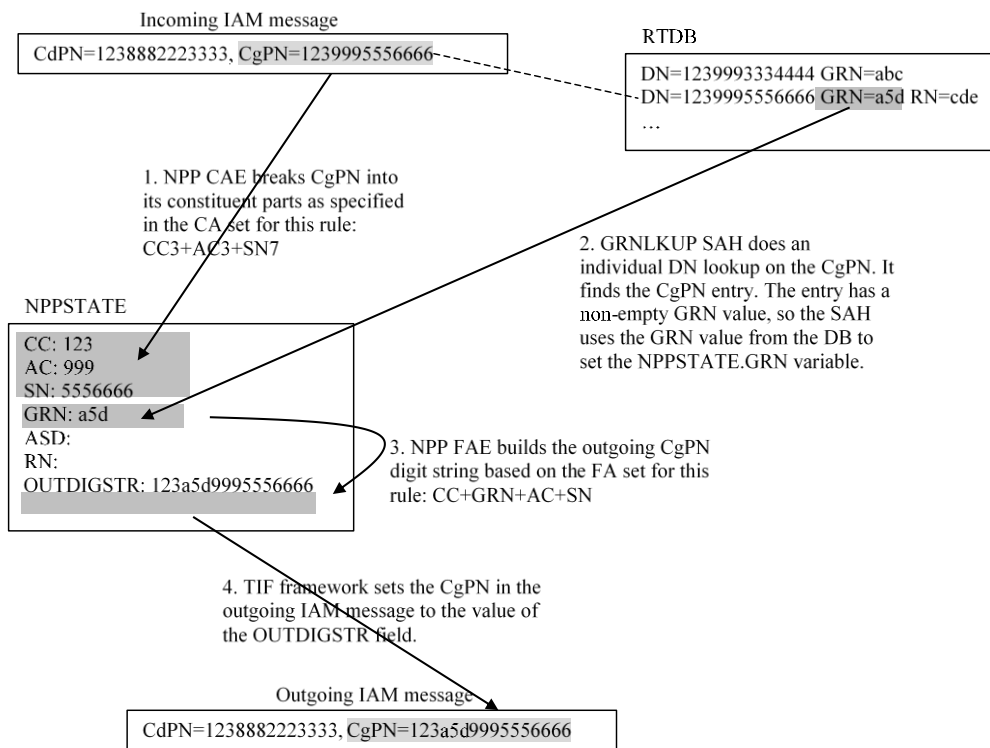 Incoming IAM message
CdPN=1238882223333, CgPN=1239995556666
RTDB
DN=1239993334444 GRN=abc
DN=1239995556666 GRN=a5d RN=cde
…
1. NPP CAE breaks CgPN into
its constituent parts as specified
in the CA set for this rule:
CC3+AC3+SN7
2. GRNLKUP SAH does an
individual DN lookup on the CgPN. It
finds the CgPN entry. The entry has a
non-empty GRN value, so the SAH
uses the GRN value from the DB to
set the NPPSTATE.GRN variable.
NPPSTATE
CC: 123
AC: 999
SN: 5556666
GRN: a5d
ASD:
RN:
OUTDIGSTR: 123a5d9995556666
3. NPP FAE builds the outgoing CgPN
digit string based on the FA set for this
rule: CC+GRN+AC+SN
4. TIF framework sets the CgPN in the
outgoing IAM message to the value of
the OUTDIGSTR field.
Outgoing IAM message
CdPN=1238882223333, CgPN=123a5d9995556666